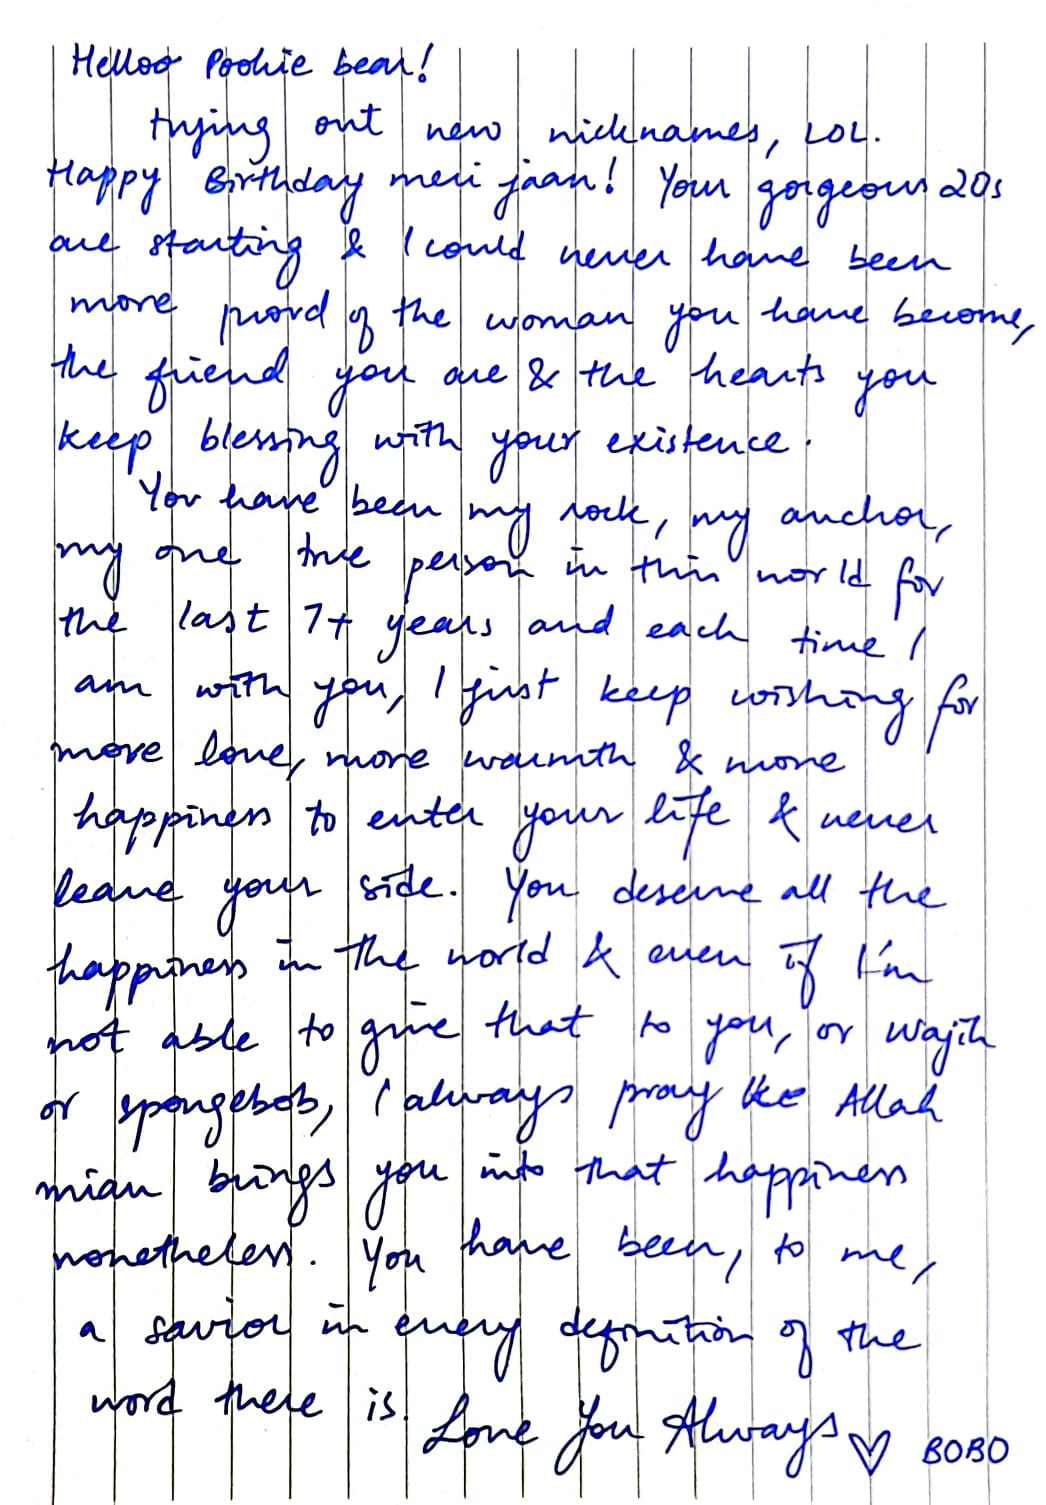 Helloo Pookie bear!
trying out new nicknames, LOL.
Happy Birthday meri jaan! Your gorgeous 20s
are starting & I could never have been
more proud of the woman you have become,
the friend you are & the hearts you
keep blessing with your existence.
You have been my rock, my anchor,
my one true person in this world for
the last 7+ years and each time I
am with you, I just keep wishing for
more love, more warmth & more
happiness to enter your life & never
leave your side. You deserve all the
happiness in the world & even if I'm
not able to give that to you, or Wajih
or spongebob, I always pray ke Allah
mian brings you into that happiness
nonetheless. You have been, to me,
a savior in every definition of the
word there is. Love You Always ♡ BOBO